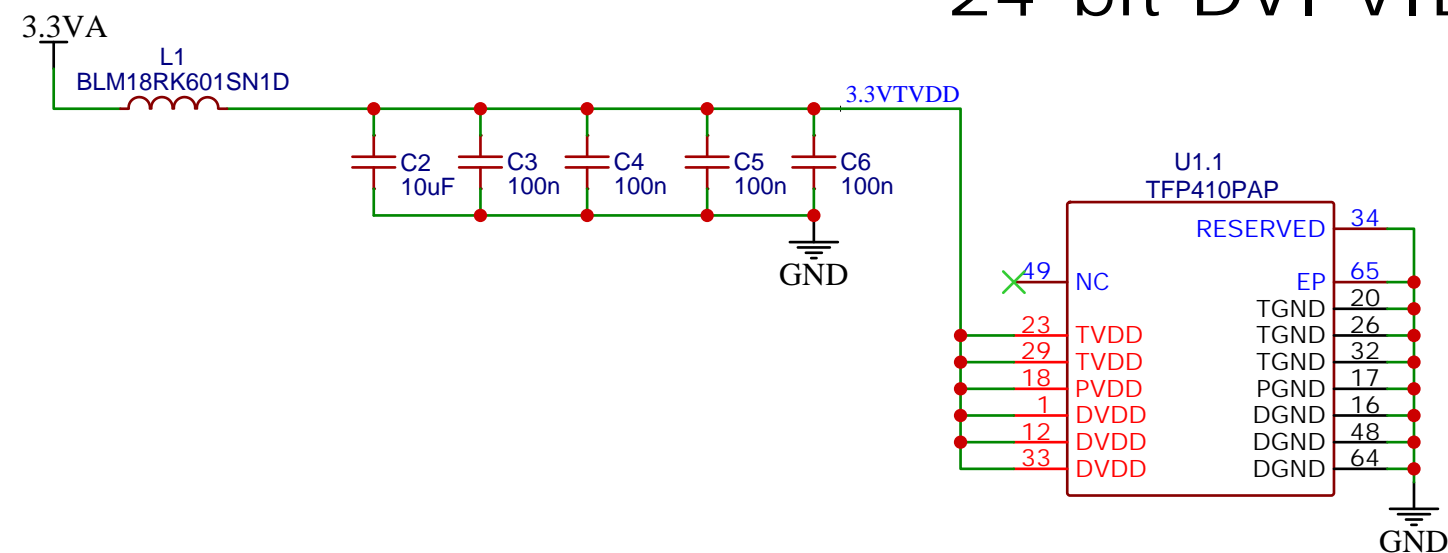 24 bit DVI VI
3.3VA
L1
BLM18RK601SN1D
3.3VTVDD
C2
10uF
C3
100n
C4
100n
C5
100n
C6
100n
GND
U1.1
TFP410PAP
RESERVED 34
49 NC
EP 65
TGND 20
23 TVDD
TGND 26
29 TVDD
TGND 32
18 PVDD
PGND 17
1 DVDD
DGND 16
12 DVDD
DGND 48
33 DVDD
DGND 64
GND